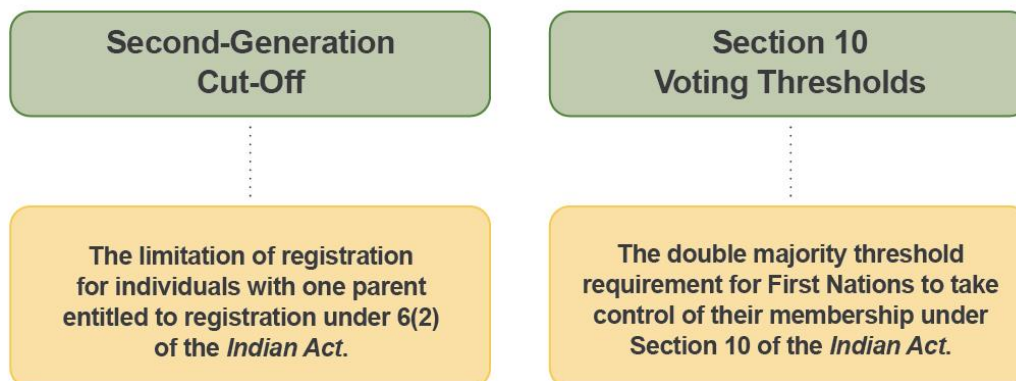 Second-Generation
Cut-Off
The limitation of registration
for individuals with one parent
entitled to registration under 6(2)
of the Indian Act.
Section 10
Voting Thresholds
The double majority threshold
requirement for First Nations to take
control of their membership under
Section 10 of the Indian Act.